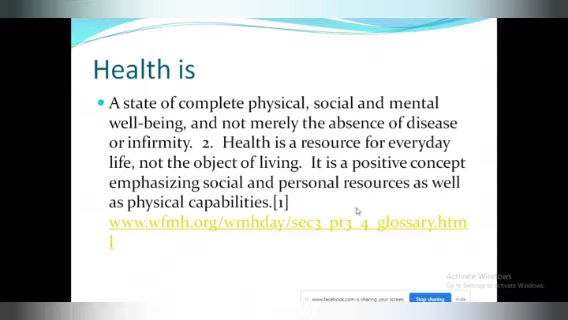 Health is
• A state of complete physical, social and mental
well-being, and not merely the absence of disease
or infirmity.  2.  Health is a resource for everyday
life, not the object of living.  It is a positive concept
emphasizing social and personal resources as well
as physical capabilities.[1]
www.wfmh.org/wmhday/sec3_pt3_4_glossary.htm
l
Activate Windows
Go to Settings to activate Windows.
www.facebook.com is sharing your screen.
Stop sharing
Hide